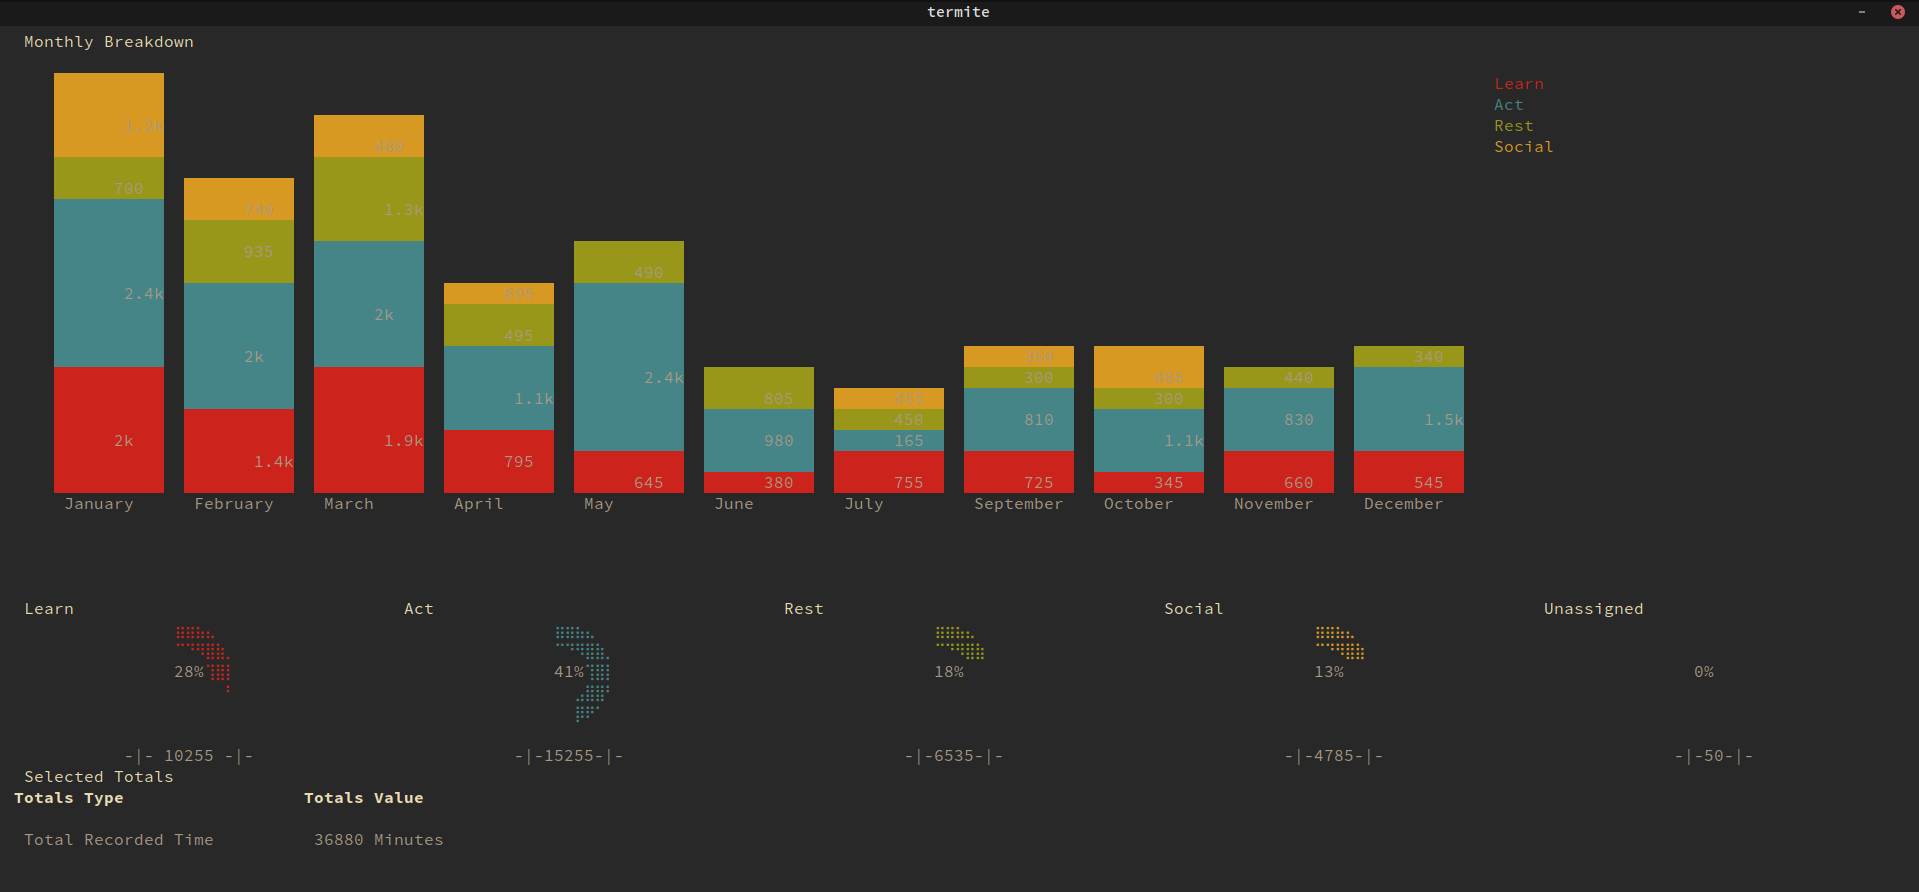 termite
Monthly Breakdown
Learn
Act
Rest
Social
1.2k 480
700 740 1.3k
935 490
2.4k 2k 695
495
2k 2.4k 300 340
1.1k 805 455 300 485 440
450 300
2k 1.9k 980 165 810 1.1k 830 1.5k
1.4k 795
645 380 755 725 345 660 545
January February March April May June July September October November December
Learn Act Rest Social Unassigned
28% 41% 18% 13% 0%
-|- 10255 -|- -|-15255-|- -|-6535-|- -|-4785-|- -|-50-|-
Selected Totals
Totals Type Totals Value
Total Recorded Time 36880 Minutes